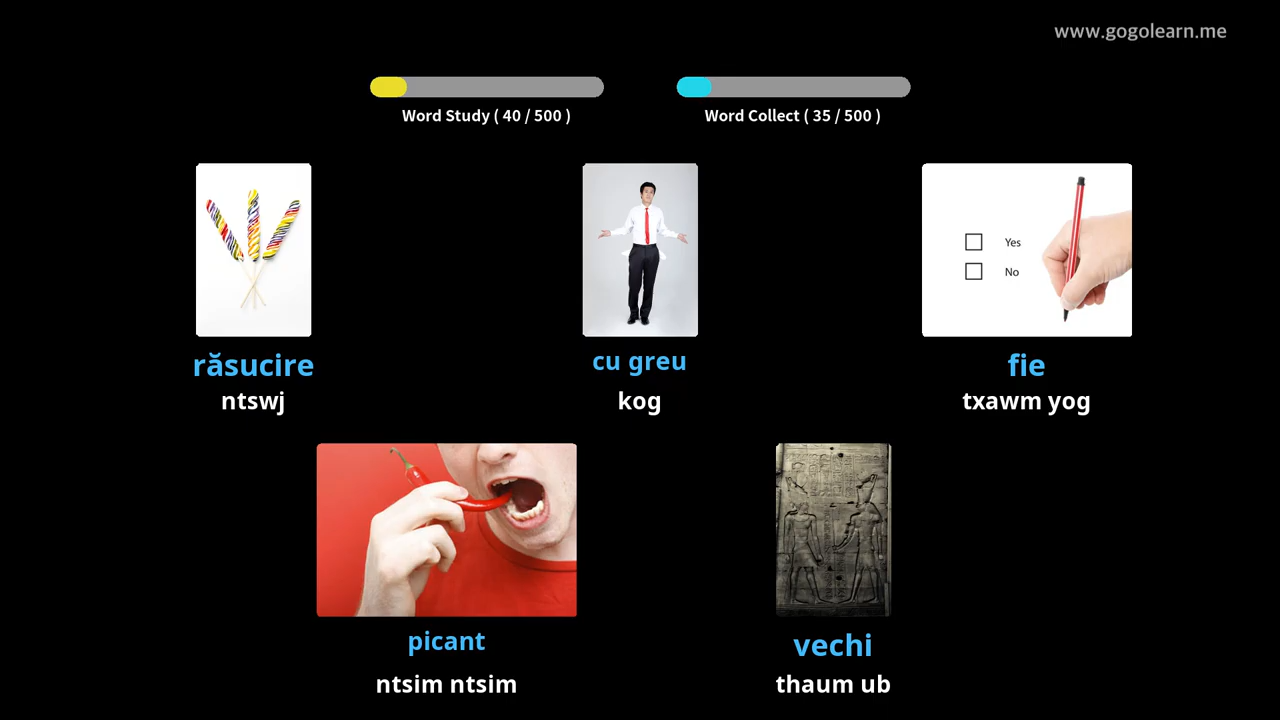 www.gogolearn.me
Word Study ( 40 / 500 )
Word Collect ( 35 / 500 )
Yes
No
răsucire
ntswj
cu greu
kog
fie
txawm yog
picant
ntsim ntsim
vechi
thaum ub